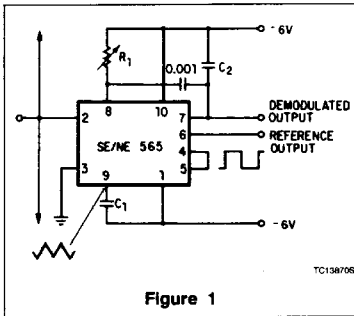 -6V
R1
C2
0.001
8
10
2
7
DEMODULATED
OUTPUT
6
REFERENCE
OUTPUT
SE/NE 565
4
3
5
9
1
C1
-6V
TC13870S
Figure 1